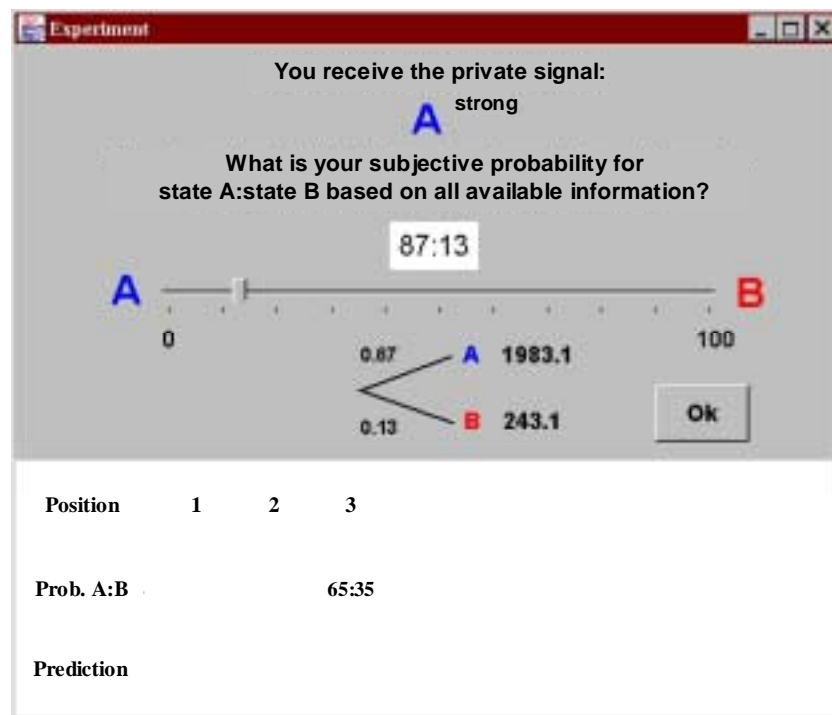 Experiment
You receive the private signal:
A strong
What is your subjective probability for
state A:state B based on all available information?
87:13
A B
0 100
0.87 A 1983.1
0.13 B 243.1
Ok
Position 1 2 3
Prob. A:B 65:35
Prediction